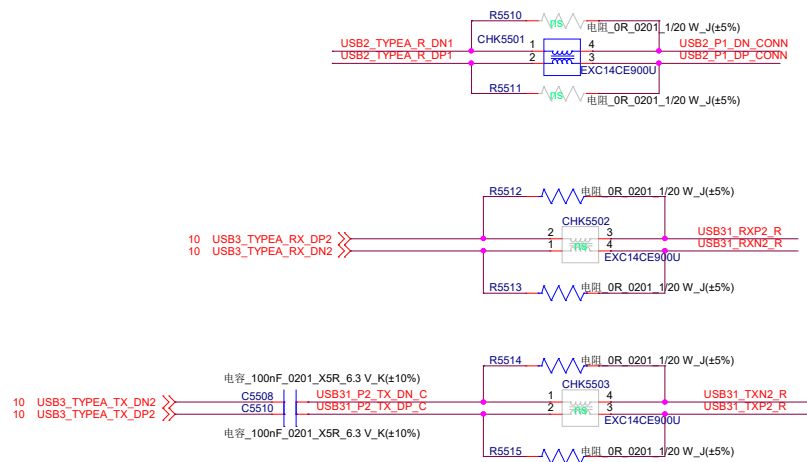 R5510
ns
电阻_0R_0201_1/20 W_J(±5%)
CHK5501
USB2_TYPEA_R_DN1
1
4
USB2_P1_DN_CONN
USB2_TYPEA_R_DP1
2
3
USB2_P1_DP_CONN
EXC14CE900U
R5511
ns
电阻_0R_0201_1/20 W_J(±5%)
R5512
电阻_0R_0201_1/20 W_J(±5%)
CHK5502
10
USB3_TYPEA_RX_DP2
2
3
USB31_RXP2_R
10
USB3_TYPEA_RX_DN2
1
ns
4
USB31_RXN2_R
EXC14CE900U
R5513
电阻_0R_0201_1/20 W_J(±5%)
R5514
电阻_0R_0201_1/20 W_J(±5%)
电容_100nF_0201_X5R_6.3 V_K(±10%)
CHK5503
10
USB3_TYPEA_TX_DN2
C5508
USB31_P2_TX_DN_C
1
4
USB31_TXN2_R
10
USB3_TYPEA_TX_DP2
C5510
USB31_P2_TX_DP_C
2
ns
3
USB31_TXP2_R
EXC14CE900U
电容_100nF_0201_X5R_6.3 V_K(±10%)
R5515
电阻_0R_0201_1/20 W_J(±5%)